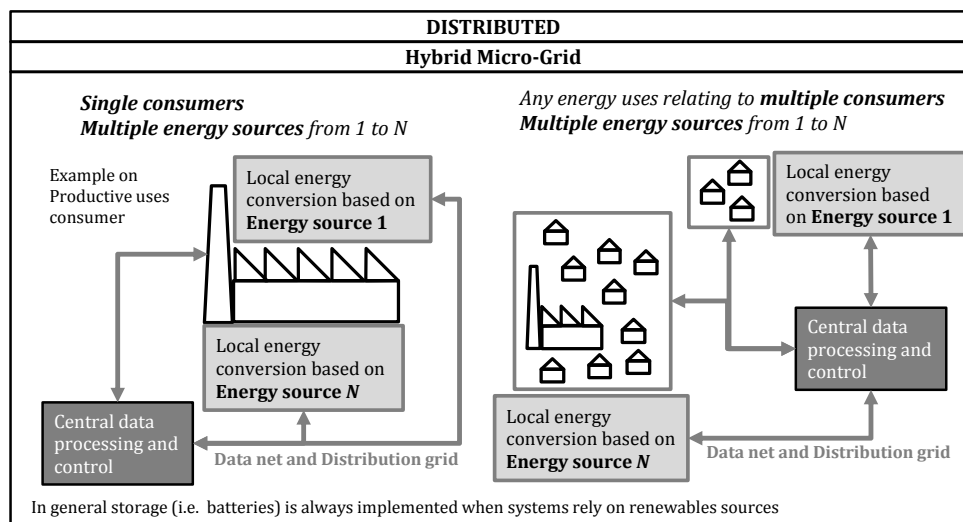 DISTRIBUTED
Hybrid Micro-Grid
Single consumers
Multiple energy sources from 1 to N
Example on
Productive uses
consumer
Local energy
conversion based on
Energy source 1
Local energy
conversion based on
Energy source N
Central data
processing and
control
Data net and Distribution grid
Any energy uses relating to multiple consumers
Multiple energy sources from 1 to N
Local energy
conversion based
on Energy source 1
Central data
processing and
control
Local energy
conversion based on
Energy source N
Data net and Distribution grid
In general storage (i.e. batteries) is always implemented when systems rely on renewables sources